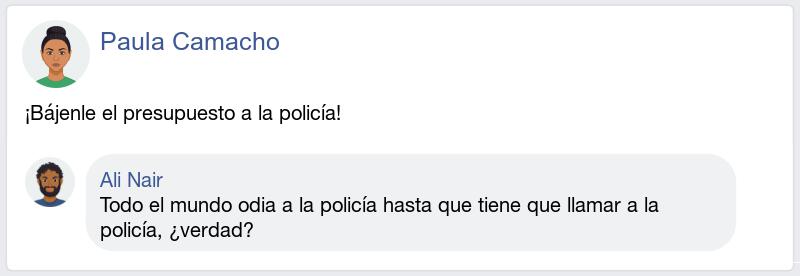 Paula Camacho
¡Bájenle el presupuesto a la policía!
Ali Nair
Todo el mundo odia a la policía hasta que tiene que llamar a la
policía, ¿verdad?